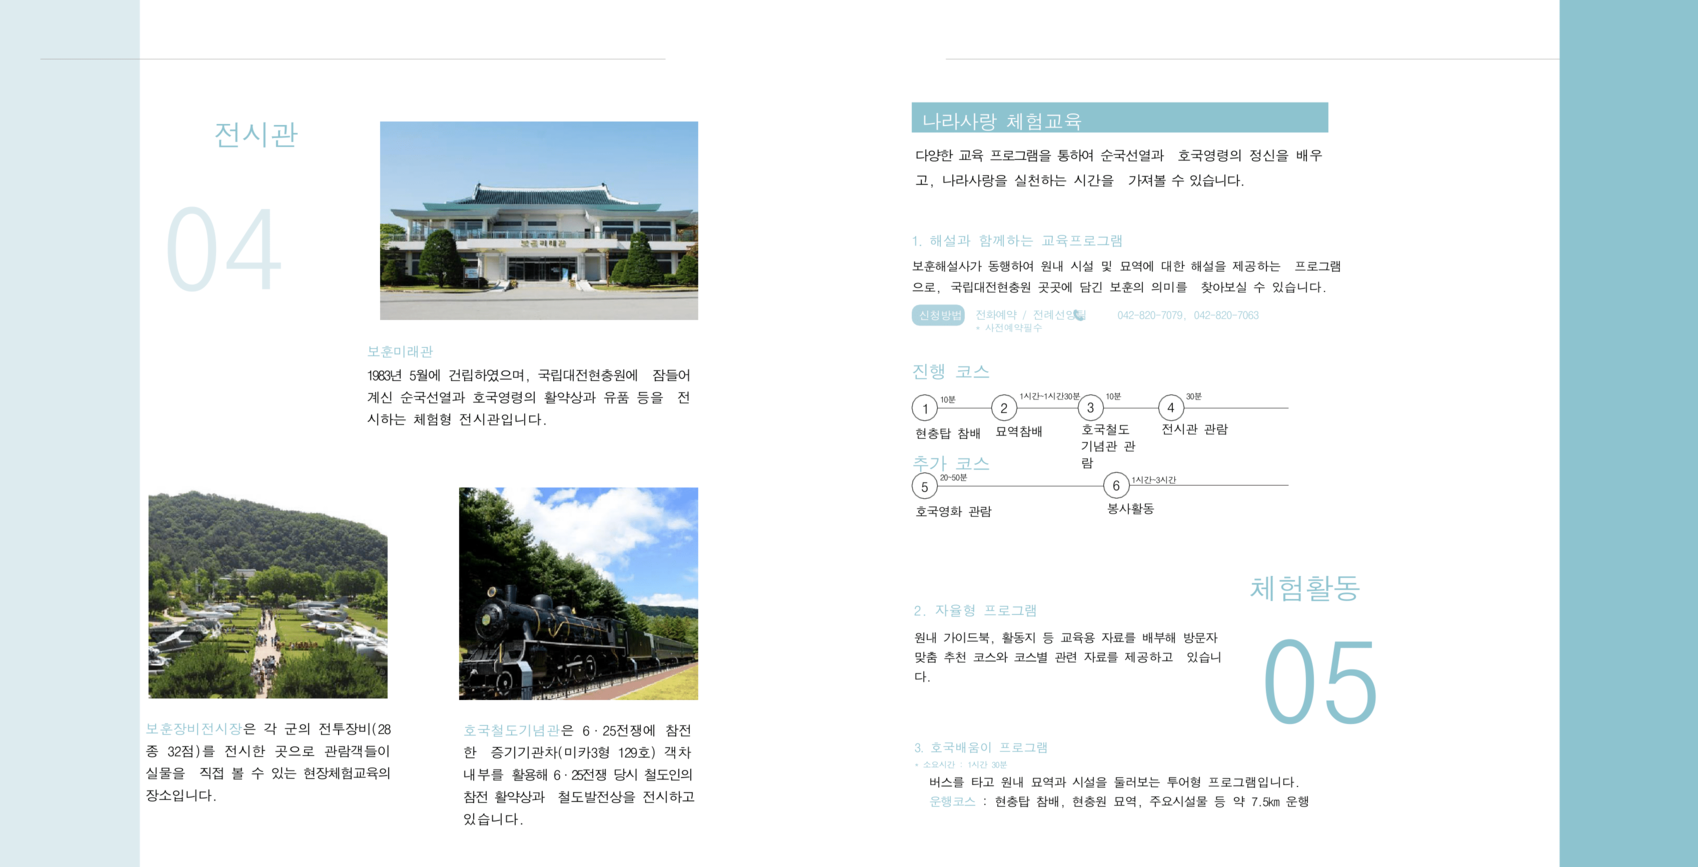 전시관
04
보훈미래관
보훈미래관
1983년 5월에 건립하였으며, 국립대전현충원에 잠들어
계신 순국선열과 호국영령의 활약상과 유품 등을 전
시하는 체험형 전시관입니다.
보훈장비전시장은 각 군의 전투장비(28
종 32점)를 전시한 곳으로 관람객들이
실물을 직접 볼 수 있는 현장체험교육의
장소입니다.
호국철도기념관은 6·25전쟁에 참전
한 증기기관차(미카3형 129호) 객차
내부를 활용해 6·25전쟁 당시 철도인의
참전 활약상과 철도발전상을 전시하고
있습니다.
나라사랑 체험교육
다양한 교육 프로그램을 통하여 순국선열과 호국영령의 정신을 배우
고, 나라사랑을 실천하는 시간을 가져볼 수 있습니다.
1. 해설과 함께하는 교육프로그램
보훈해설사가 동행하여 원내 시설 및 묘역에 대한 해설을 제공하는 프로그램
으로, 국립대전현충원 곳곳에 담긴 보훈의 의미를 찾아보실 수 있습니다.
신청방법 전화예약 / 전례선양팀 042-820-7079, 042-820-7063
* 사전예약필수
진행 코스
1 10분 2 1시간~1시간30분 3 10분 4 30분
현충탑 참배 묘역참배 호국철도 전시관 관람
기념관 관
람
추가 코스
5 20~50분 6 1시간~3시간
호국영화 관람 봉사활동
체험활동
05
2. 자율형 프로그램
원내 가이드북, 활동지 등 교육용 자료를 배부해 방문자
맞춤 추천 코스와 코스별 관련 자료를 제공하고 있습니
다.
3. 호국배움이 프로그램
* 소요시간 : 1시간 30분
버스를 타고 원내 묘역과 시설을 둘러보는 투어형 프로그램입니다.
운행코스 : 현충탑 참배, 현충원 묘역, 주요시설물 등 약 7.5㎞ 운행